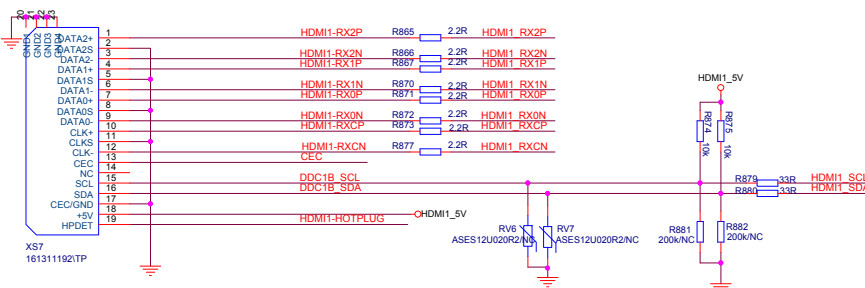 20
21
22
23
GND1
GND2
GND3
GND4
DATA2+ 1 HDMI1-RX2P R865 2.2R HDMI1_RX2P
DATA2S 2
DATA2- 3 HDMI1-RX2N R866 2.2R HDMI1_RX2N
DATA1+ 4 HDMI1-RX1P R867 2.2R HDMI1_RX1P
DATA1S 5
DATA1- 6 HDMI1-RX1N R870 2.2R HDMI1_RX1N
DATA0+ 7 HDMI1-RX0P R871 2.2R HDMI1_RX0P
DATA0S 8
DATA0- 9 HDMI1-RX0N R872 2.2R HDMI1_RX0N
CLK+ 10 HDMI1-RXCP R873 2.2R HDMI1_RXCP
CLKS 11
CLK- 12 HDMI1-RXCN R877 2.2R HDMI1_RXCN
CEC 13 CEC
NC 14
SCL 15 DDC1B_SCL R879 33R HDMI1_SCL
SDA 16 DDC1B_SDA R880 33R HDMI1_SDA
CEC/GND 17
+5V 18 HDMI1_5V
HPDET 19 HDMI1-HOTPLUG
XS7
161311192\TP
HDMI1_5V
R874
10k
R875
10k
RV6
ASES12U020R2/NC
RV7
ASES12U020R2/NC
R881
200k/NC
R882
200k/NC